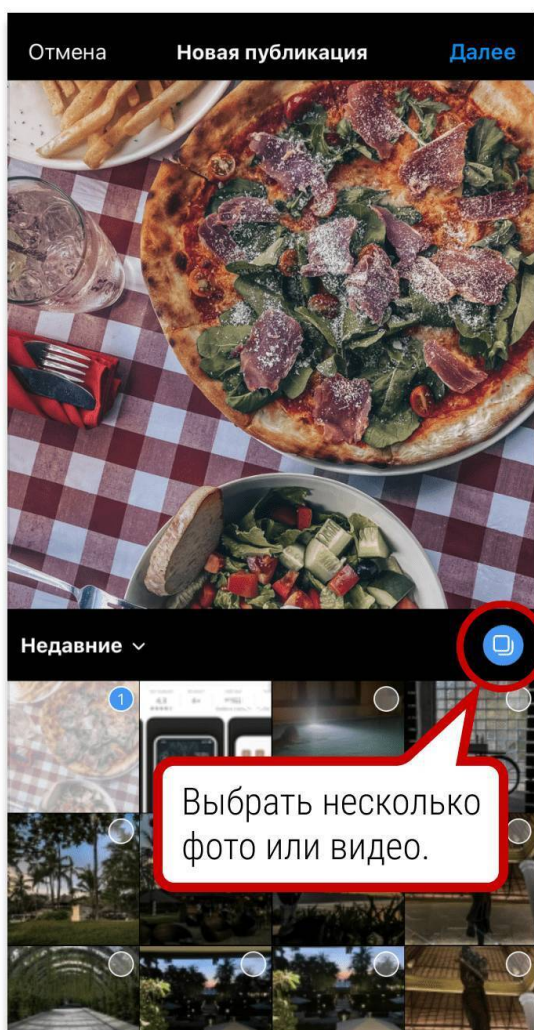 Отмена Новая публикация Далее
Недавние
1
Выбрать несколько
фото или видео.